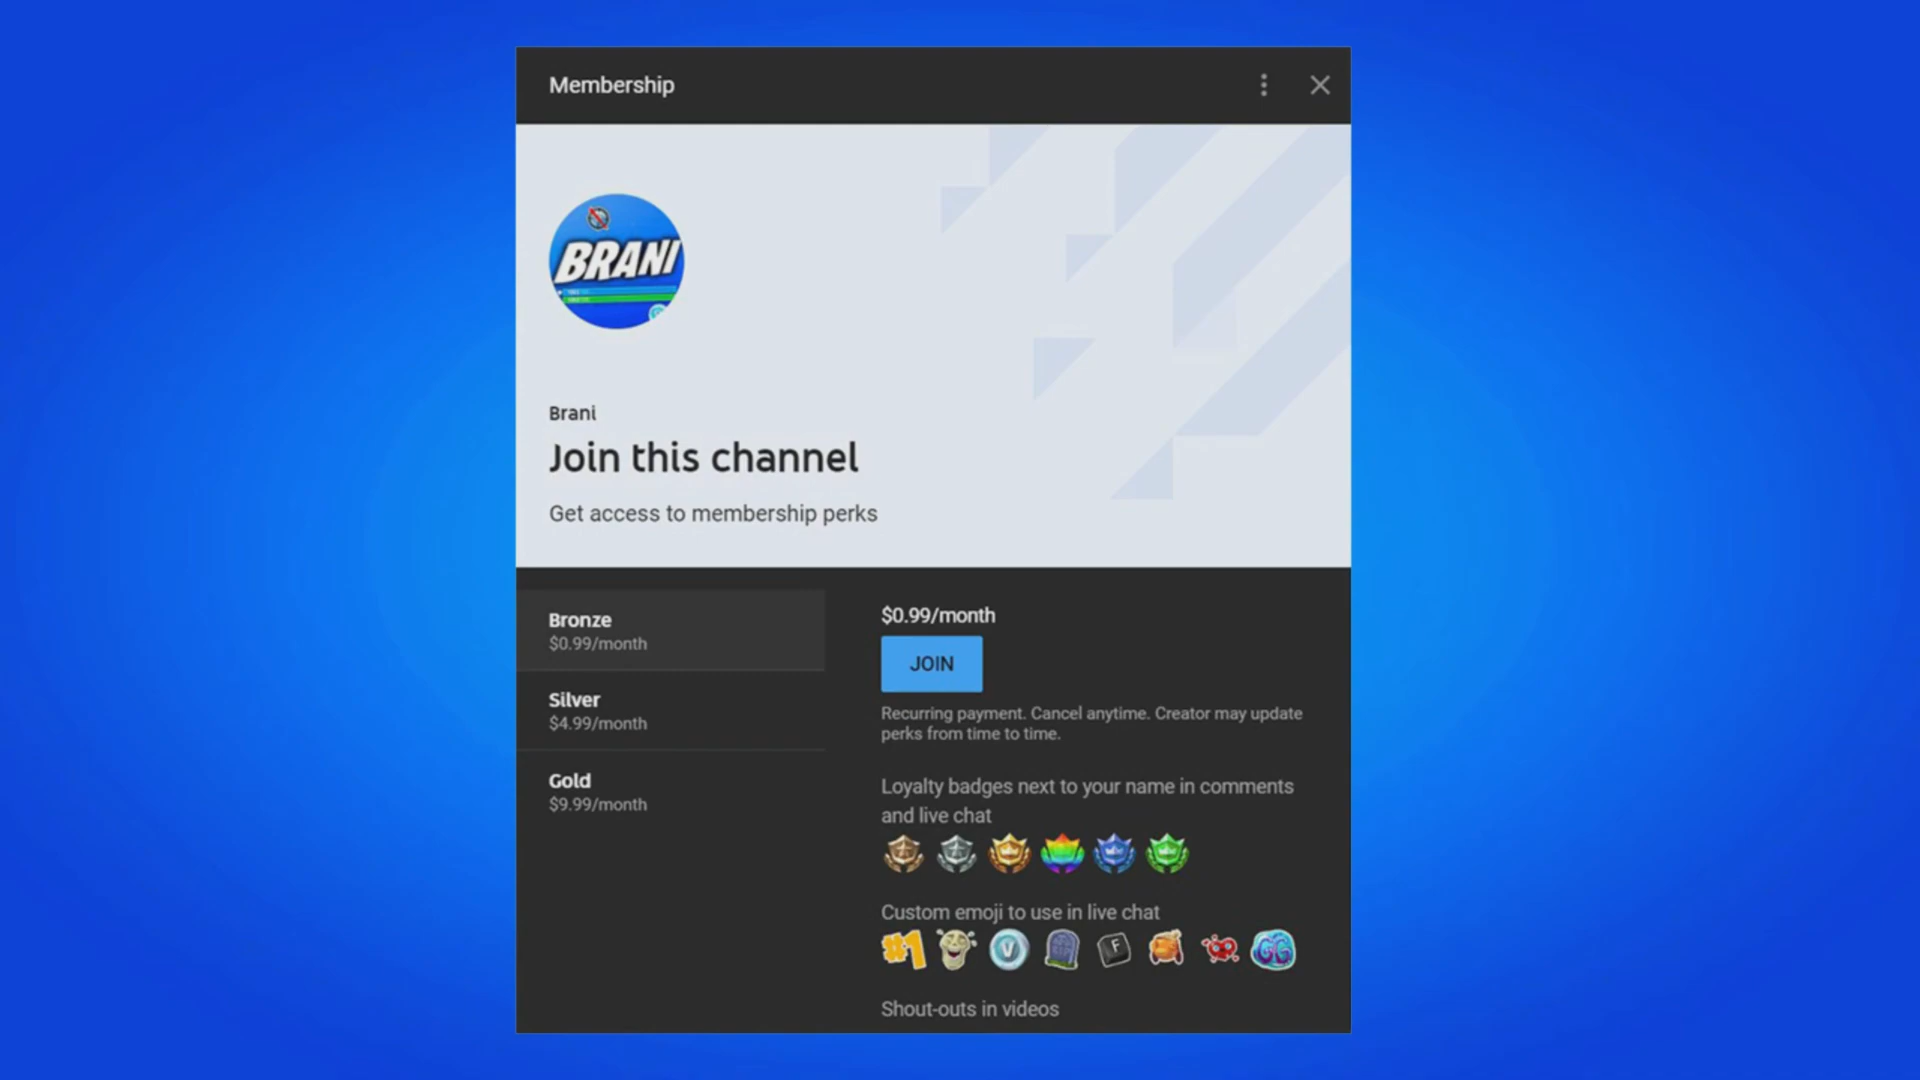 Membership
BRANI
Brani
Join this channel
Get access to membership perks
Bronze
$0.99/month
Silver
$4.99/month
Gold
$9.99/month
$0.99/month
JOIN
Recurring payment. Cancel anytime. Creator may update
perks from time to time.
Loyalty badges next to your name in comments
and live chat
Custom emoji to use in live chat
#1
V
F
GG
Shout-outs in videos